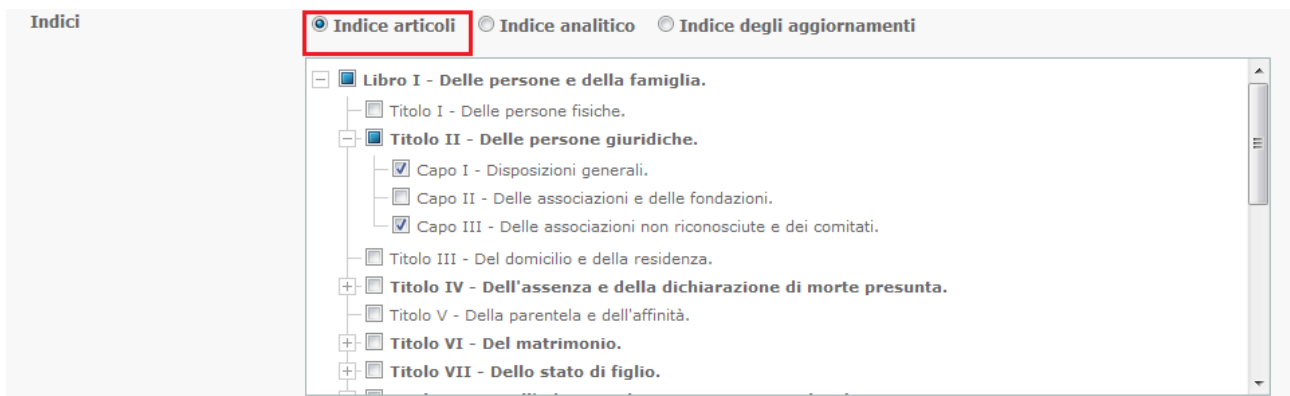 Indici
Indice articoli Indice analitico Indice degli aggiornamenti
Libro I - Delle persone e della famiglia.
Titolo I - Delle persone fisiche.
Titolo II - Delle persone giuridiche.
Capo I - Disposizioni generali.
Capo II - Delle associazioni e delle fondazioni.
Capo III - Delle associazioni non riconosciute e dei comitati.
Titolo III - Del domicilio e della residenza.
Titolo IV - Dell'assenza e della dichiarazione di morte presunta.
Titolo V - Della parentela e dell'affinità.
Titolo VI - Del matrimonio.
Titolo VII - Dello stato di figlio.